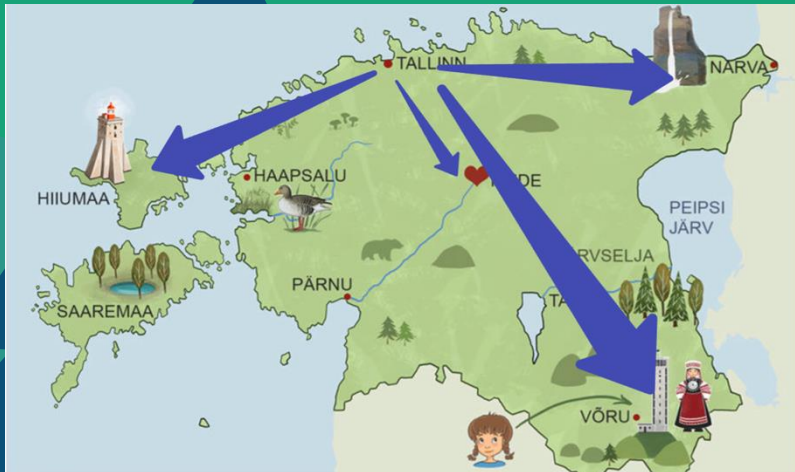 TALLINN
NARVA
HAAPSALU
HIIUMAA
PEIPSI
JÄRV
PÄRNU
SAAREMAA
VÕRU